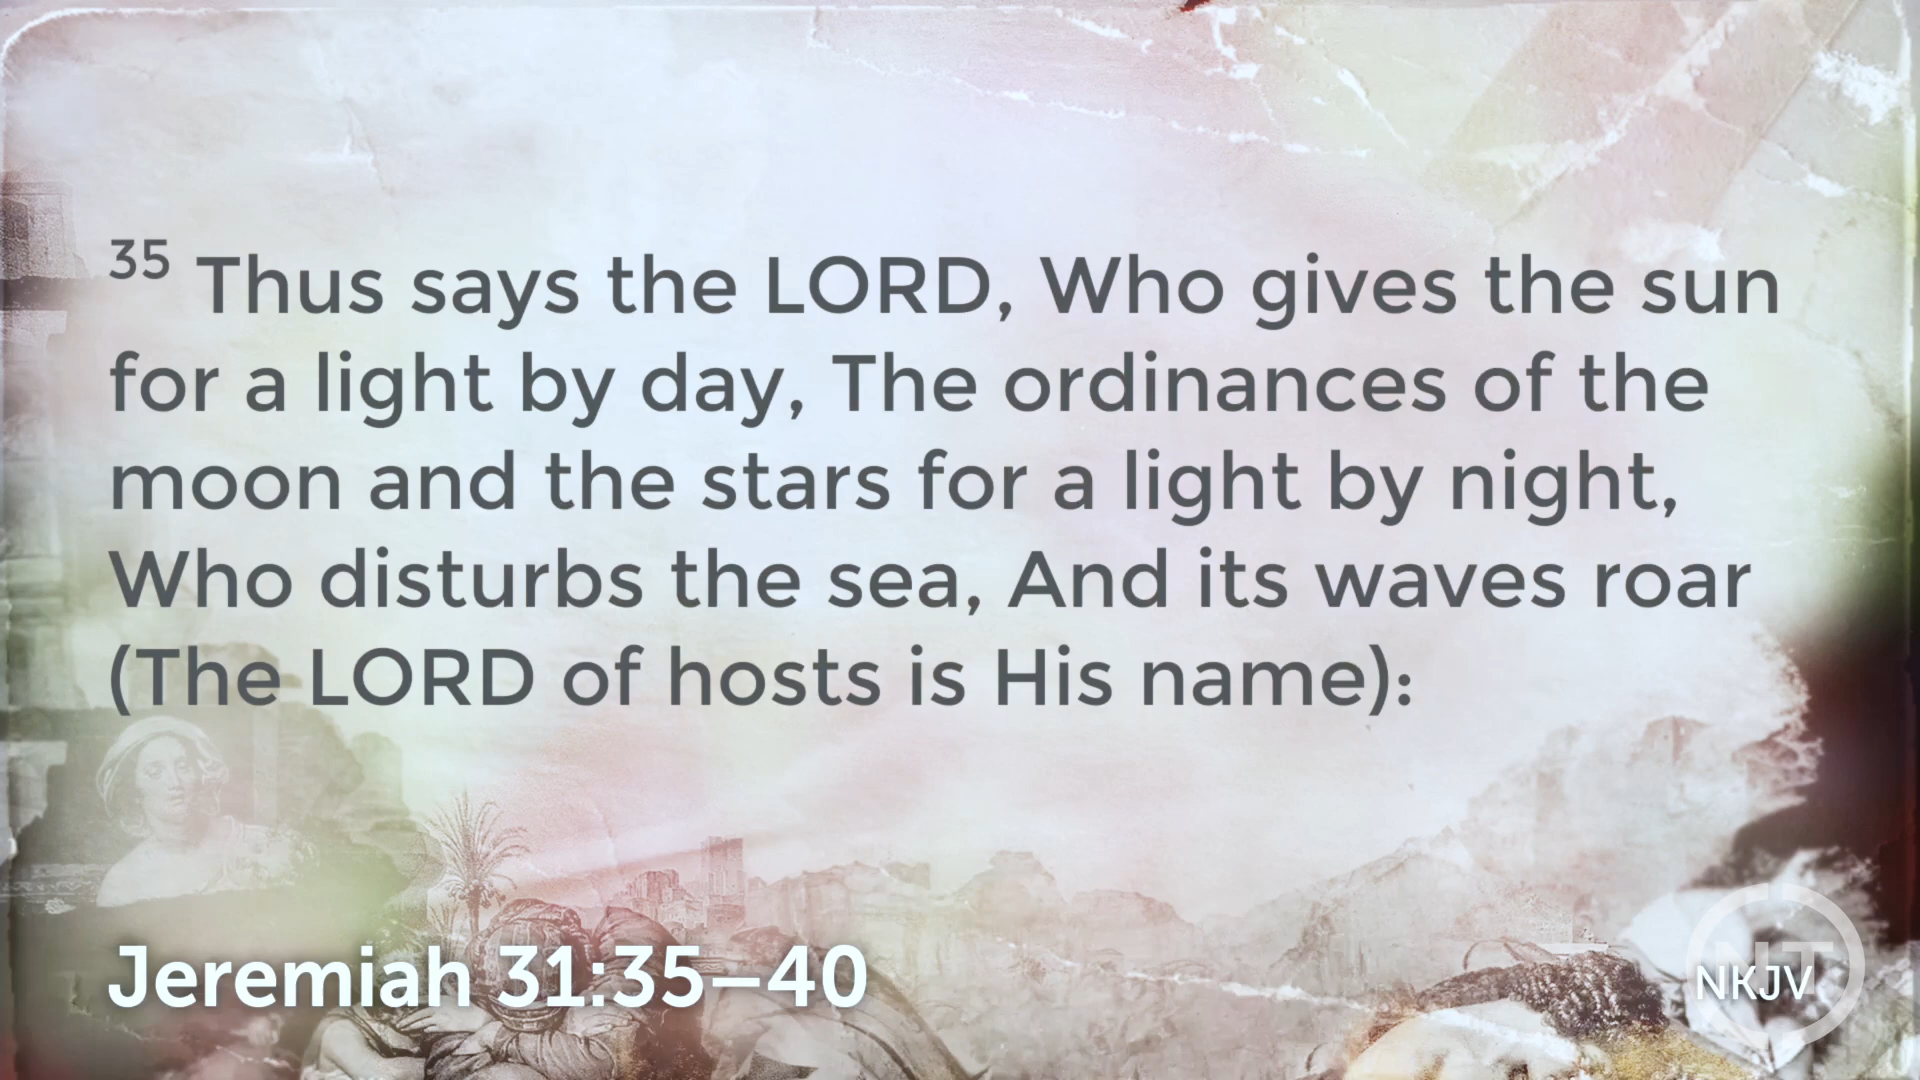 35 Thus says the LORD, Who gives the sun
for a light by day, The ordinances of the
moon and the stars for a light by night,
Who disturbs the sea, And its waves roar
(The LORD of hosts is His name):
Jeremiah 31:35–40
NT
NKJV